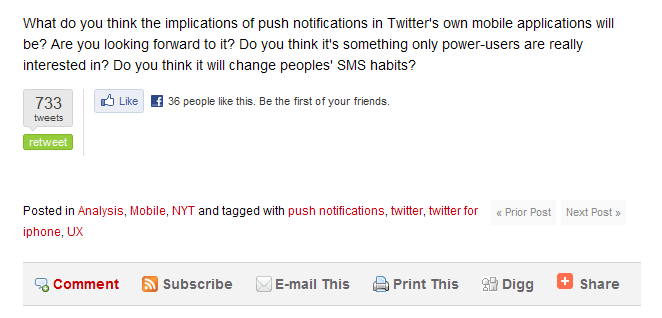 What do you think the implications of push notifications in Twitter's own mobile applications will
be? Are you looking forward to it? Do you think it's something only power-users are really
interested in? Do you think it will change peoples' SMS habits?
733
tweets
retweet
Like
36 people like this. Be the first of your friends.
Posted in Analysis, Mobile, NYT and tagged with push notifications, twitter, twitter for
iphone, UX
« Prior Post
Next Post »
Comment
Subscribe
E-mail This
Print This
Digg
Share